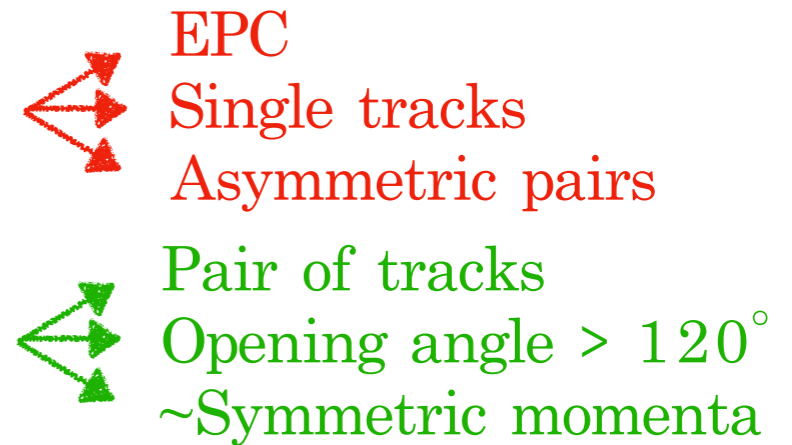 EPC
Single tracks
Asymmetric pairs
Pair of tracks
Opening angle > 120°
~Symmetric momenta